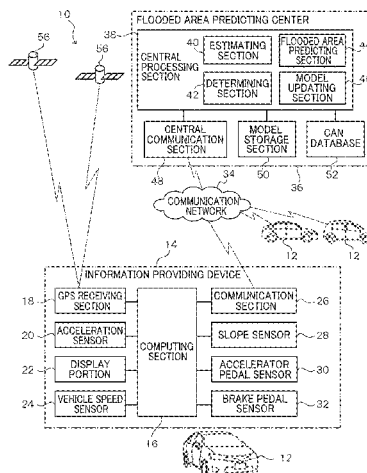 10
56
56
FLOODED AREA PREDICTING CENTER
38
CENTRAL
PROCESSING
SECTION
40
ESTIMATING
SECTION
FLOODED AREA
PREDICTING
SECTION
44
42
DETERMINING
SECTION
MODEL
UPDATING
SECTION
46
CENTRAL
COMMUNICATION
SECTION
MODEL
STORAGE
SECTION
CAN
DATABASE
48
50
52
34
36
COMMUNICATION
NETWORK
12
12
14
INFORMATION PROVIDING DEVICE
18
GPS RECEIVING
SECTION
COMPUTING
SECTION
COMMUNICATION
SECTION
26
20
ACCELERATION
SENSOR
SLOPE SENSOR
28
22
DISPLAY
PORTION
ACCELERATOR
PEDAL SENSOR
30
24
VEHICLE SPEED
SENSOR
BRAKE PEDAL
SENSOR
32
16
12